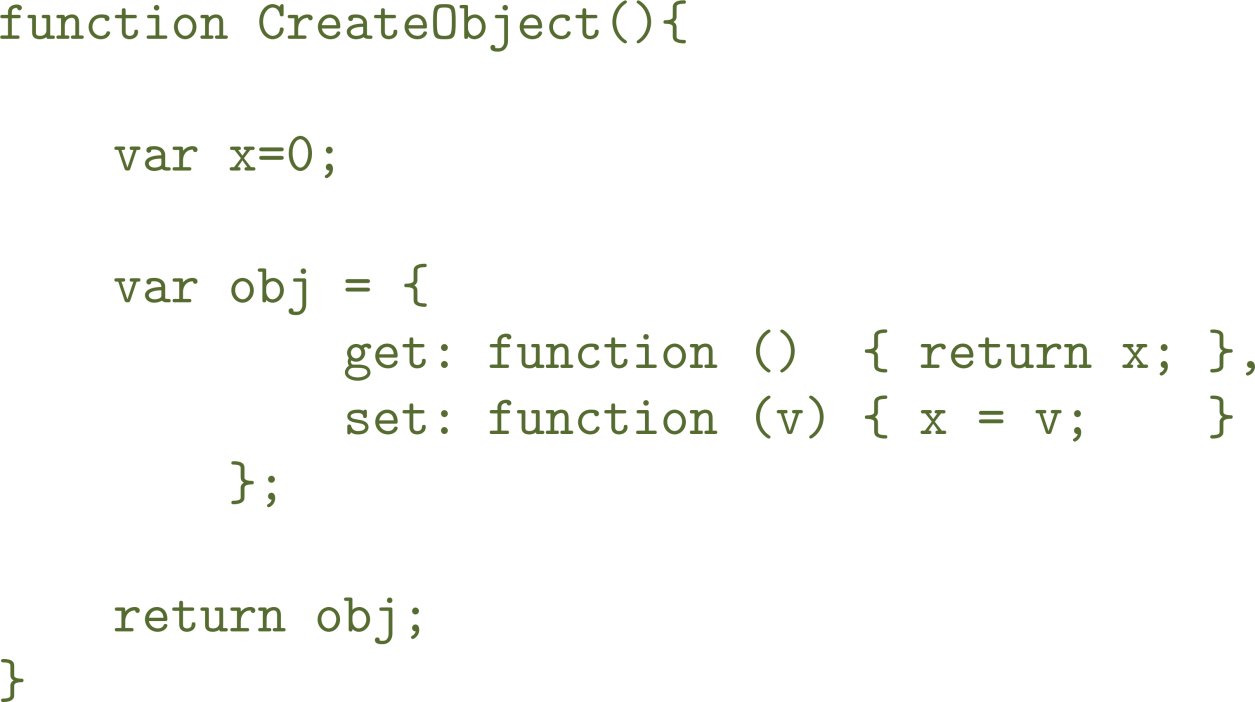 function CreateObject(){
    var x=0;
    var obj = {
            get: function ()  { return x; },
            set: function (v) { x = v;    }
        };
    return obj;
}